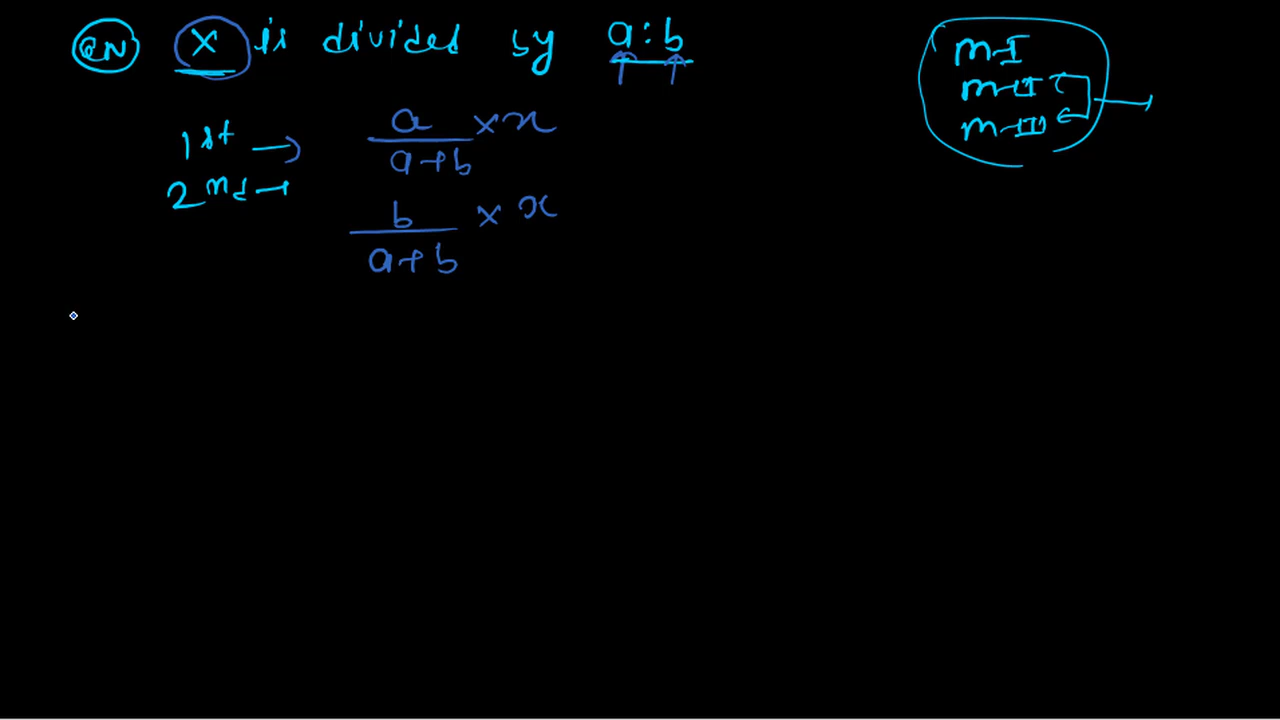 QN X is divided by a:b
1st → a/(a+b) × x
2nd → b/(a+b) × x
m-I
m-II
m-III